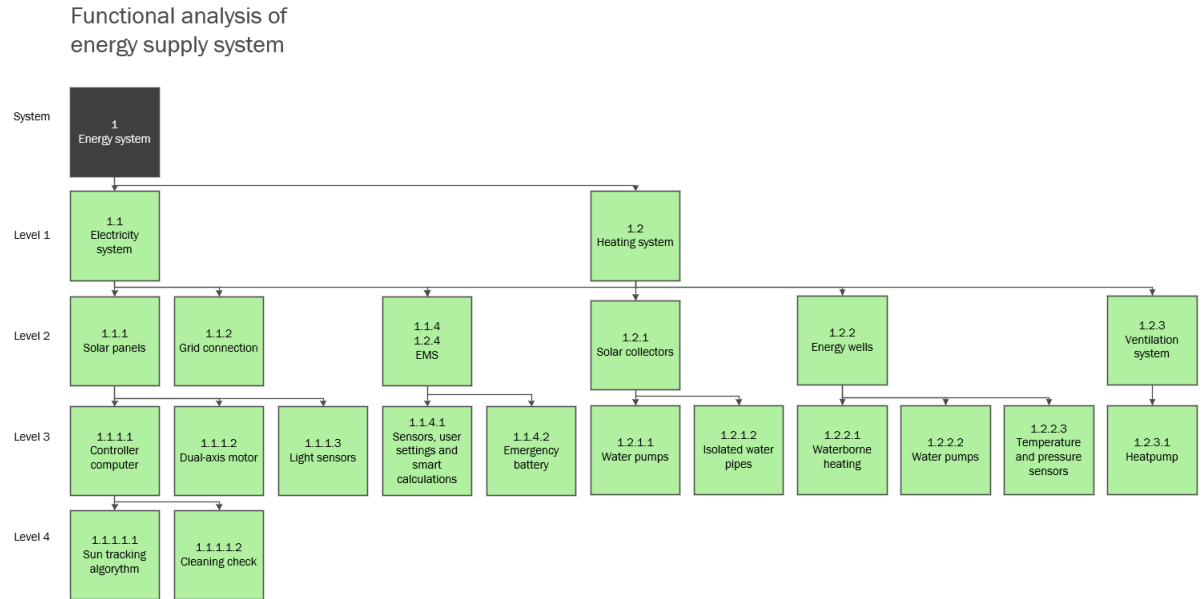 Functional analysis of
energy supply system
System
1
Energy system
Level 1
1.1
Electricity
system
1.2
Heating system
Level 2
1.1.1
Solar panels
1.1.2
Grid connection
1.1.4
1.2.4
EMS
1.2.1
Solar collectors
1.2.2
Energy wells
1.2.3
Ventilation
system
Level 3
1.1.1.1
Controller
computer
1.1.1.2
Dual-axis motor
1.1.1.3
Light sensors
1.1.4.1
Sensors, user
settings and
smart
calculations
1.1.4.2
Emergency
battery
1.2.1.1
Water pumps
1.2.1.2
Isolated water
pipes
1.2.2.1
Waterborne
heating
1.2.2.2
Water pumps
1.2.2.3
Temperature
and pressure
sensors
1.2.3.1
Heatpump
Level 4
1.1.1.1.1
Sun tracking
algorythm
1.1.1.1.2
Cleaning check